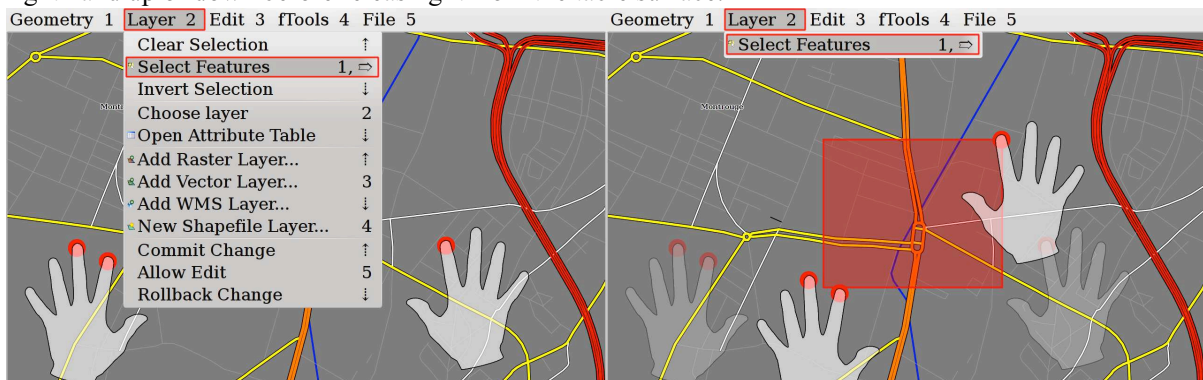 Geometry 1 Layer 2 Edit 3 fTools 4 File 5
Clear Selection ↑
Select Features 1, ⇨
Invert Selection ↓
Choose layer 2
Open Attribute Table ↓
Add Raster Layer... ↑
Add Vector Layer... 3
Add WMS Layer... ↓
New Shapefile Layer... 4
Commit Change ↑
Allow Edit 5
Rollback Change ↓
Geometry 1 Layer 2 Edit 3 fTools 4 File 5
Select Features 1, ⇨
Montrouge